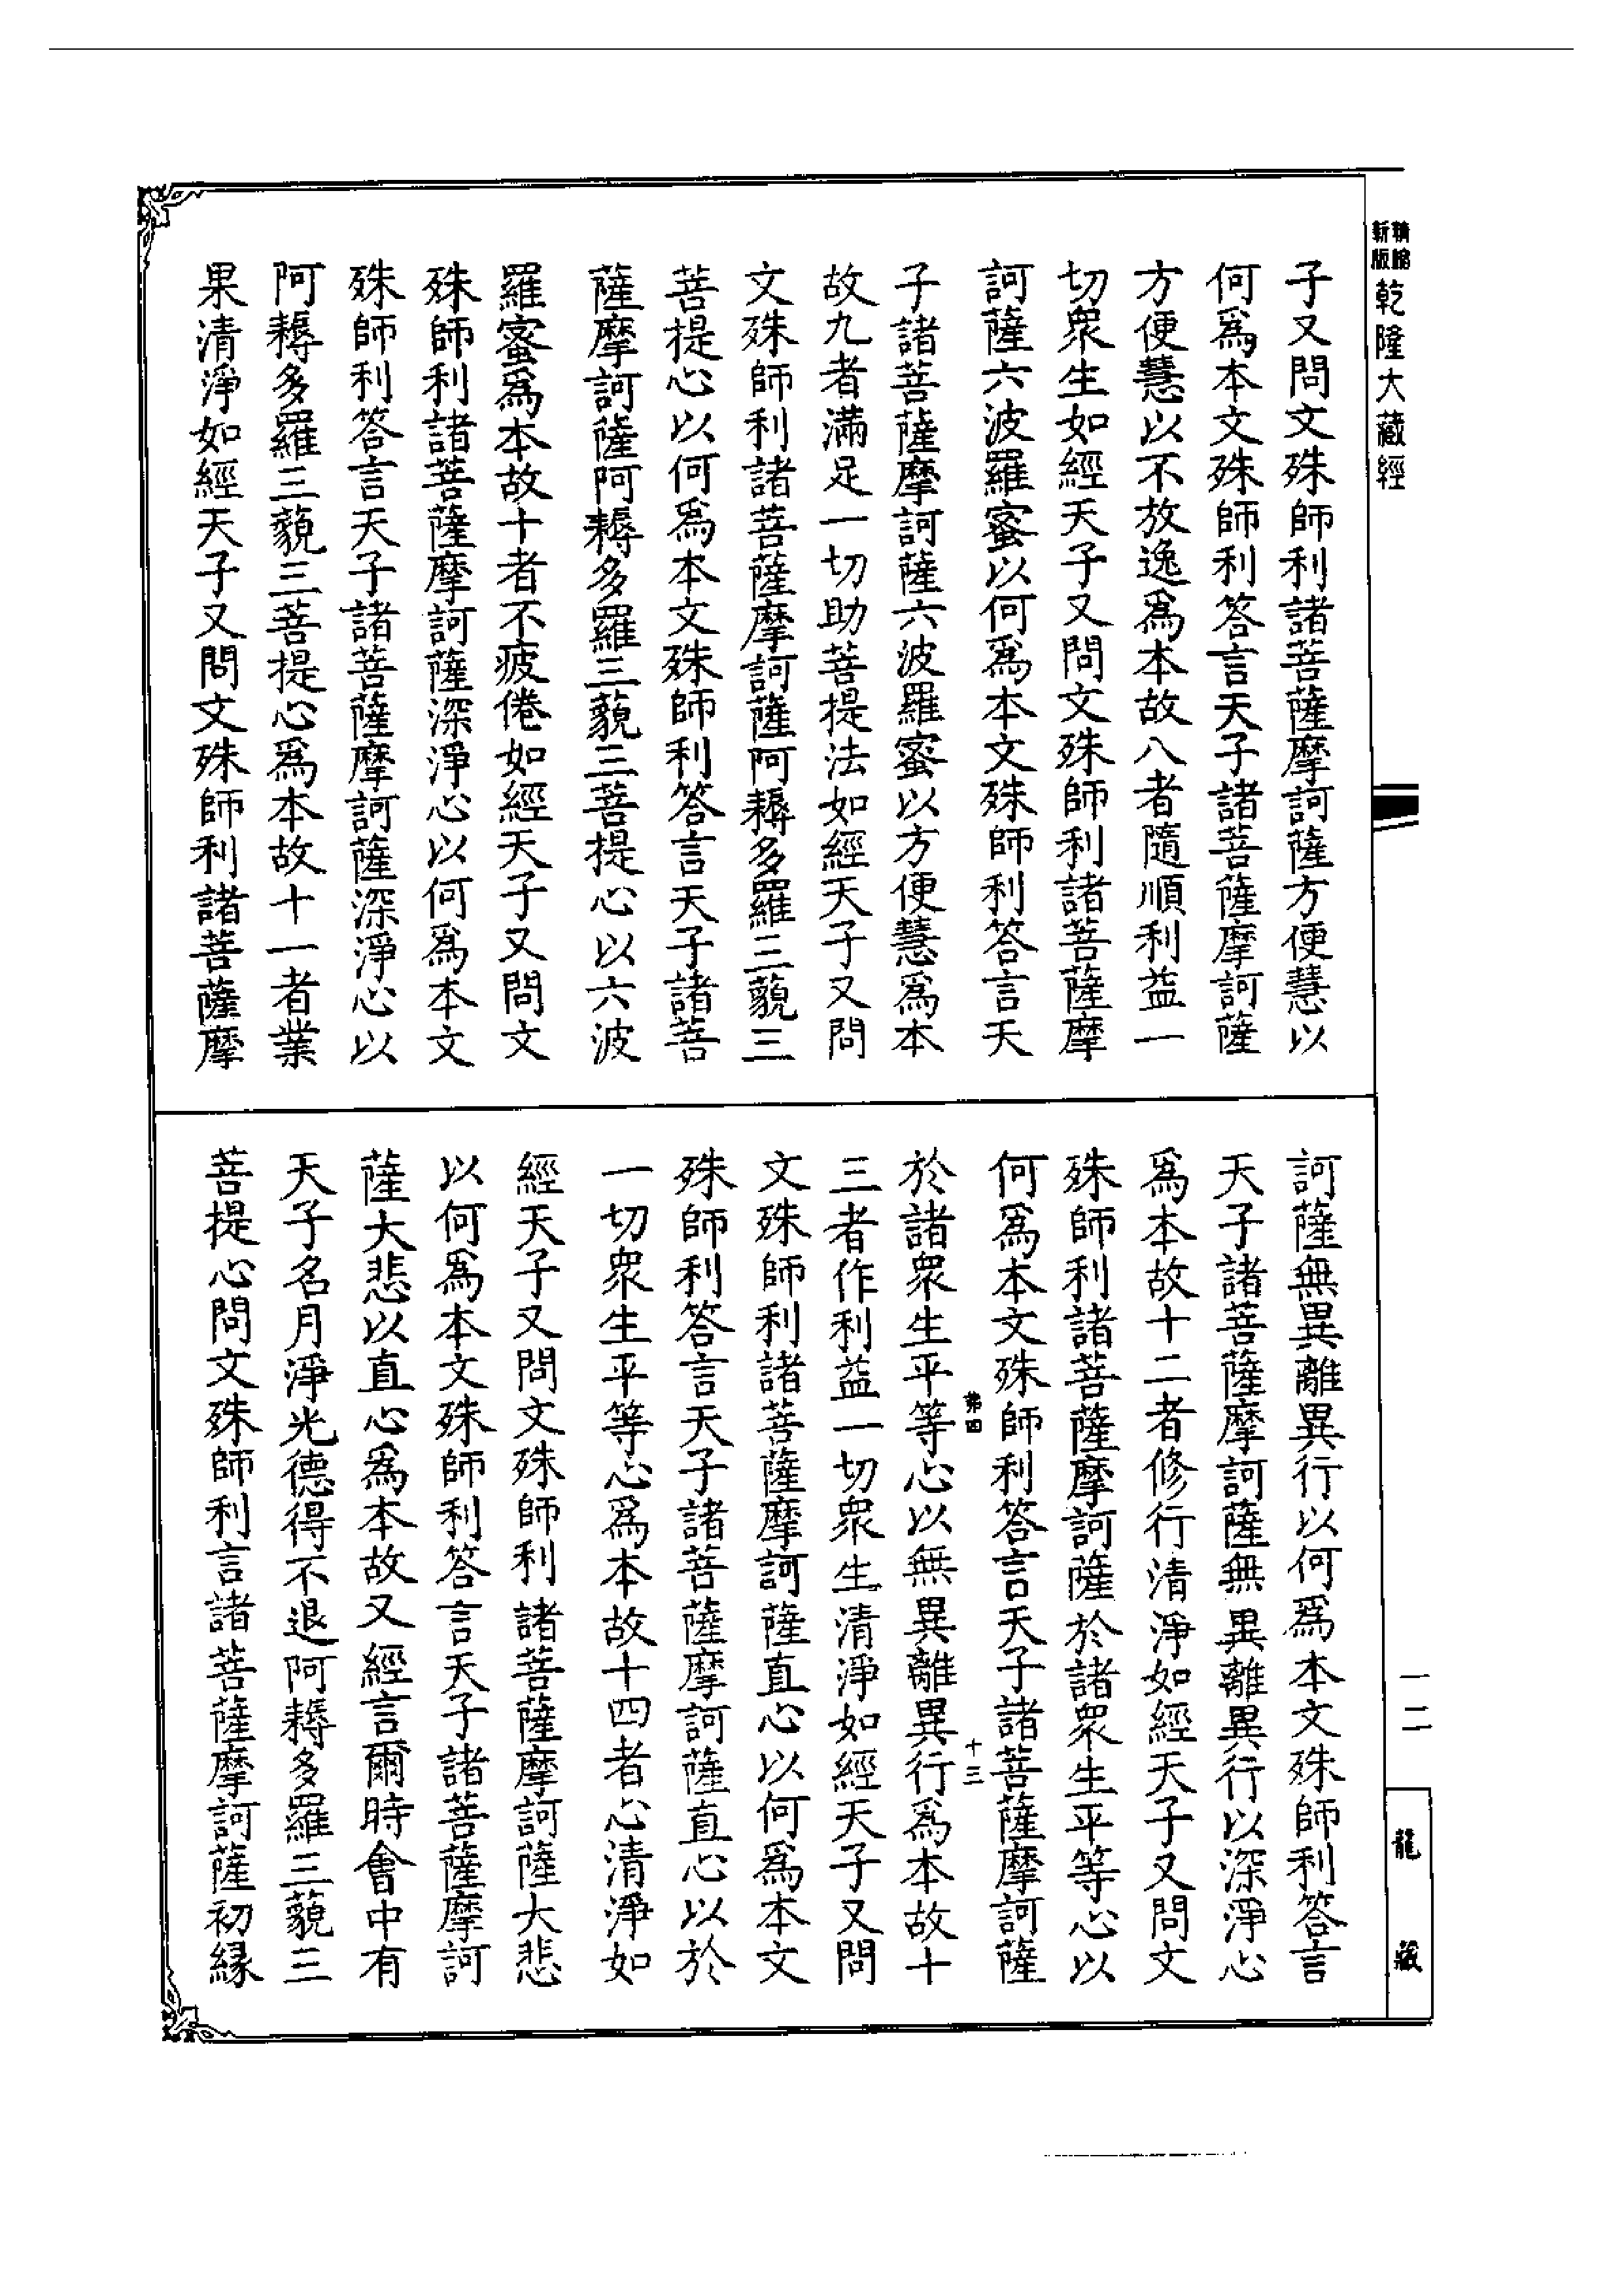 精縮新版乾隆大藏經
子又問文殊師利諸菩薩摩訶薩方便慧以
何爲本文殊師利答言天子諸菩薩摩訶薩
方便慧以不放逸爲本故八者隨順利益一
切衆生如經天子又問文殊師利諸菩薩摩
訶薩六波羅蜜以何爲本文殊師利答言天
子諸菩薩摩訶薩六波羅蜜以方便慧爲本
故九者滿足一切助菩提法如經天子又問
文殊師利諸菩薩摩訶薩阿耨多羅三藐三
菩提心以何爲本文殊師利答言天子諸菩
薩摩訶薩阿耨多羅三藐三菩提心以六波
羅蜜爲本故十者不疲倦如經天子又問文
殊師利諸菩薩摩訶薩深淨心以何爲本文
殊師利答言天子諸菩薩摩訶薩深淨心以
阿耨多羅三藐三菩提心爲本故十一者業
果清淨如經天子又問文殊師利諸菩薩摩
訶薩無異離異行以何爲本文殊師利答言
天子諸菩薩摩訶薩無異離異行以深淨心
爲本故十二者修行清淨如經天子又問文
殊師利諸菩薩摩訶薩於諸衆生平等心以
何爲本文殊師利答言天子諸菩薩摩訶薩
第四 十三
於諸衆生平等心以無異離異行爲本故十
三者作利益一切衆生清淨如經天子又問
文殊師利諸菩薩摩訶薩直心以何爲本文
殊師利答言天子諸菩薩摩訶薩直心以於
一切衆生平等心爲本故十四者心清淨如
經天子又問文殊師利諸菩薩摩訶薩大悲
以何爲本文殊師利答言天子諸菩薩摩訶
薩大悲以直心爲本故又經言爾時會中有
天子名月淨光德得不退阿耨多羅三藐三
菩提心問文殊師利言諸菩薩摩訶薩初緣
一二
龍藏